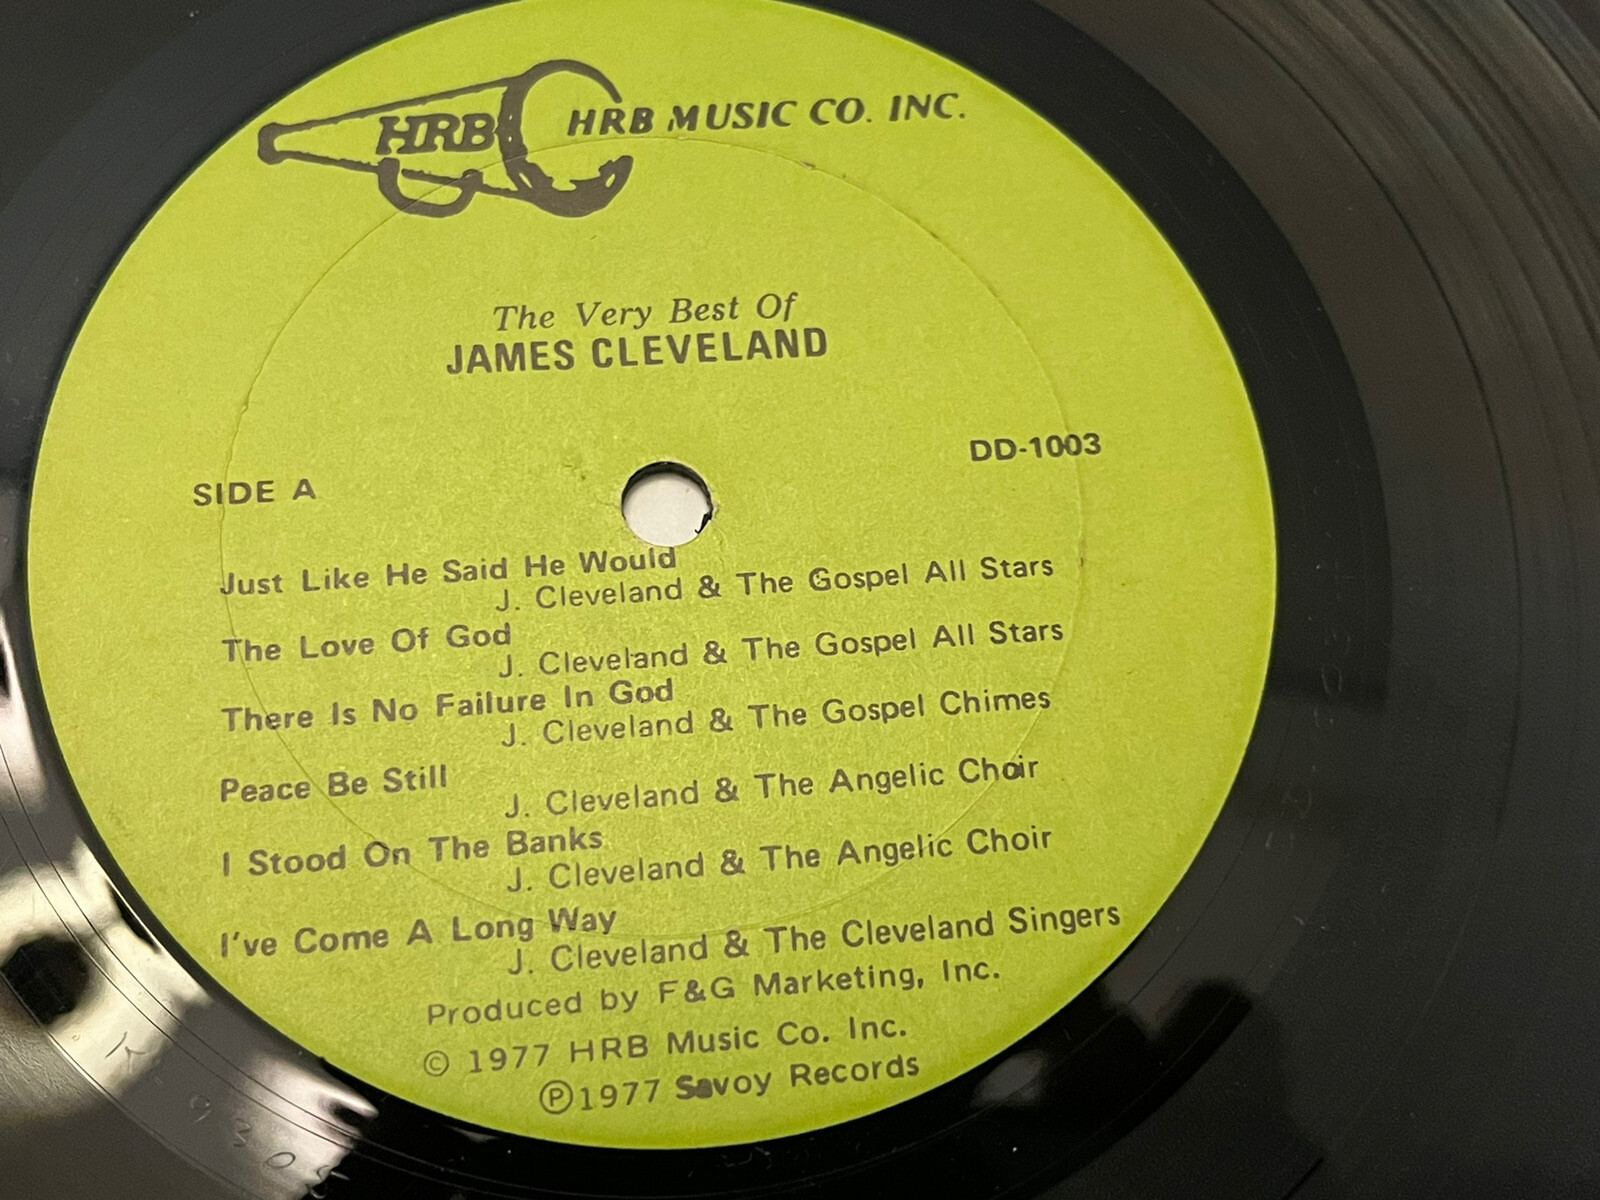 HRB
HRB MUSIC CO. INC.
The Very Best Of
JAMES CLEVELAND
DD-1003
SIDE A
Just Like He Said He Would
J. Cleveland & The Gospel All Stars
The Love Of God
J. Cleveland & The Gospel All Stars
There Is No Failure In God
J. Cleveland & The Gospel Chimes
Peace Be Still
J. Cleveland & The Angelic Choir
I Stood On The Banks
J. Cleveland & The Angelic Choir
I've Come A Long Way
J. Cleveland & The Cleveland Singers
Produced by F&G Marketing, Inc.
© 1977 HRB Music Co. Inc.
Ⓟ1977 Savoy Records